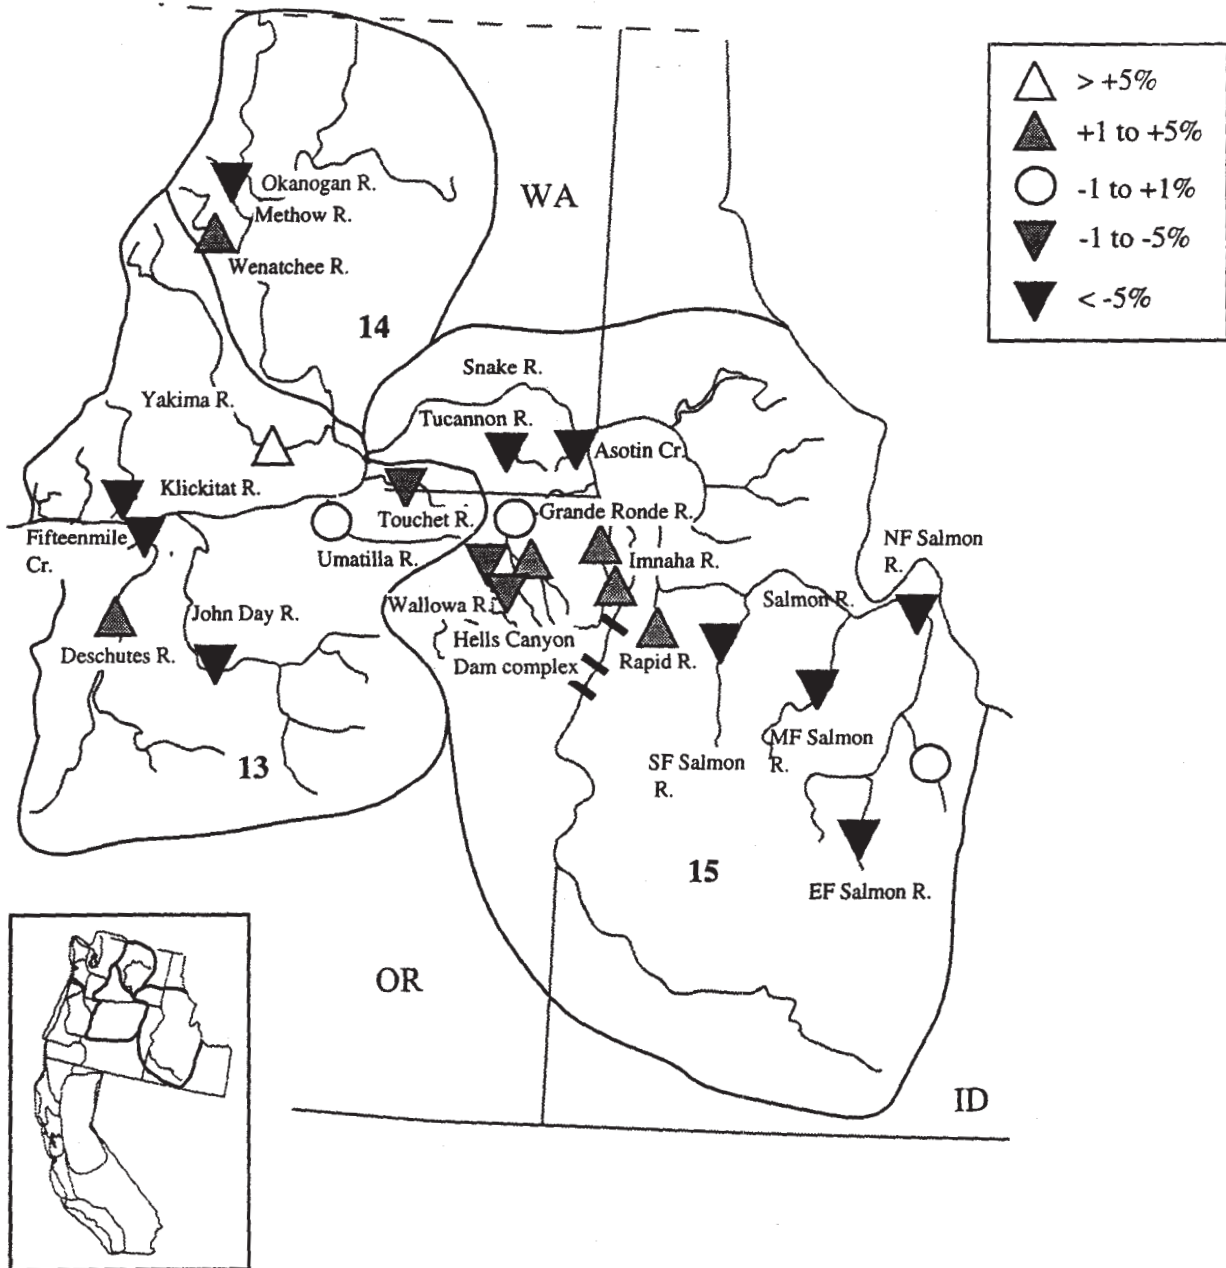 > +5%
+1 to +5%
-1 to +1%
-1 to -5%
< -5%
Okanogan R.
WA
Methow R.
Wenatchee R.
14
Snake R.
Yakima R.
Tucannon R.
Asotin Cr.
Klickitat R.
Touchet R.
Grande Ronde R.
Fifteenmile
Cr.
Umatilla R.
Imnaha R.
NF Salmon
R.
Wallowa R.
Salmon R.
John Day R.
Hells Canyon
Dam complex
Deschutes R.
Rapid R.
MF Salmon
R.
SF Salmon
R.
13
15
EF Salmon R.
OR
ID